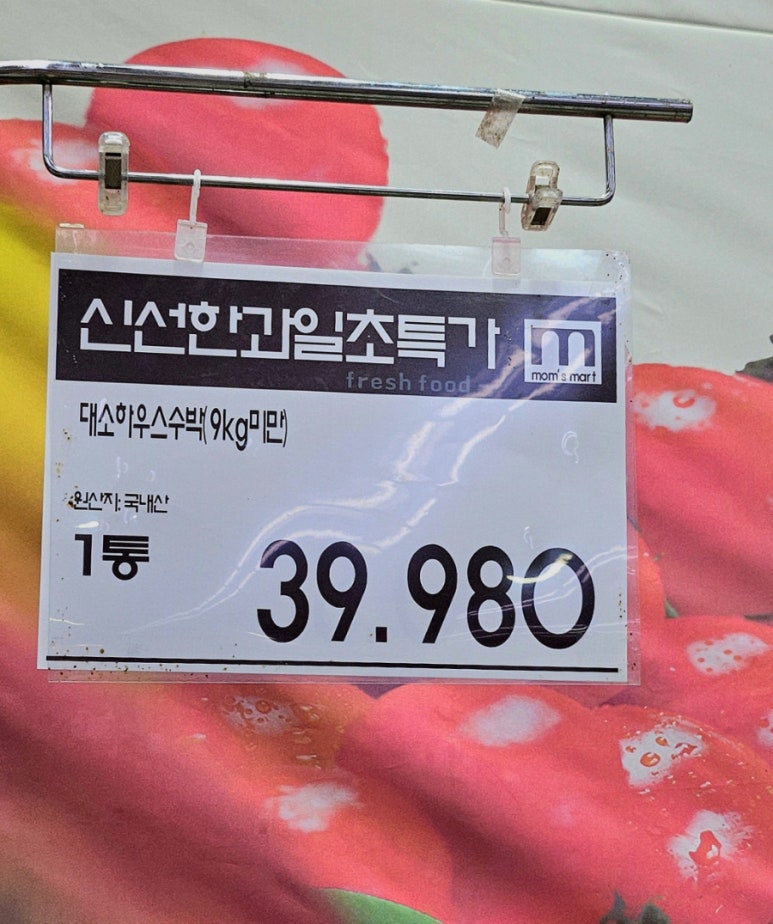 신선한과일초특가
mom's mart
fresh food
대소하우스수박(9kg미만)
원산지:국내산
1통
39.980